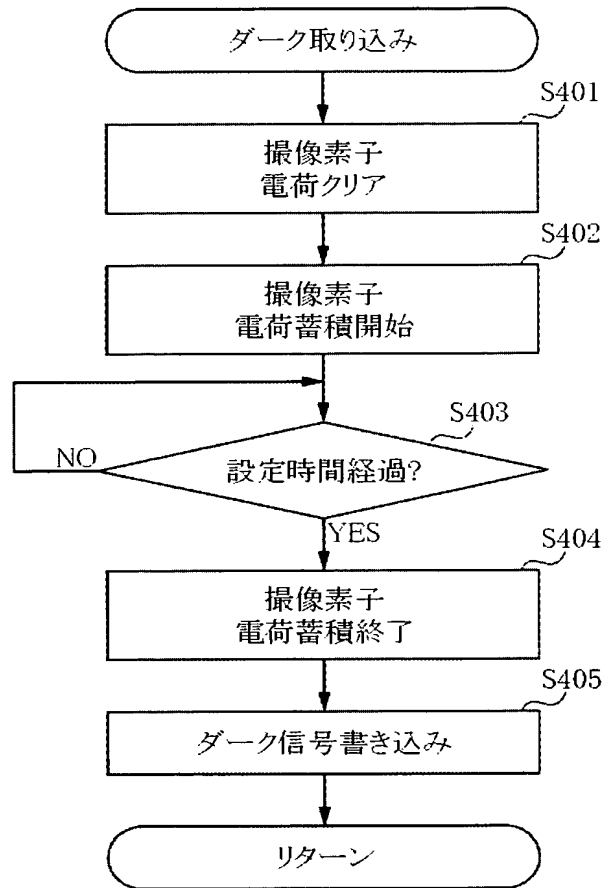 ダーク取り込み
S401
撮像素子
電荷クリア
S402
撮像素子
電荷蓄積開始
S403
NO
設定時間経過?
YES
S404
撮像素子
電荷蓄積終了
S405
ダーク信号書き込み
リターン